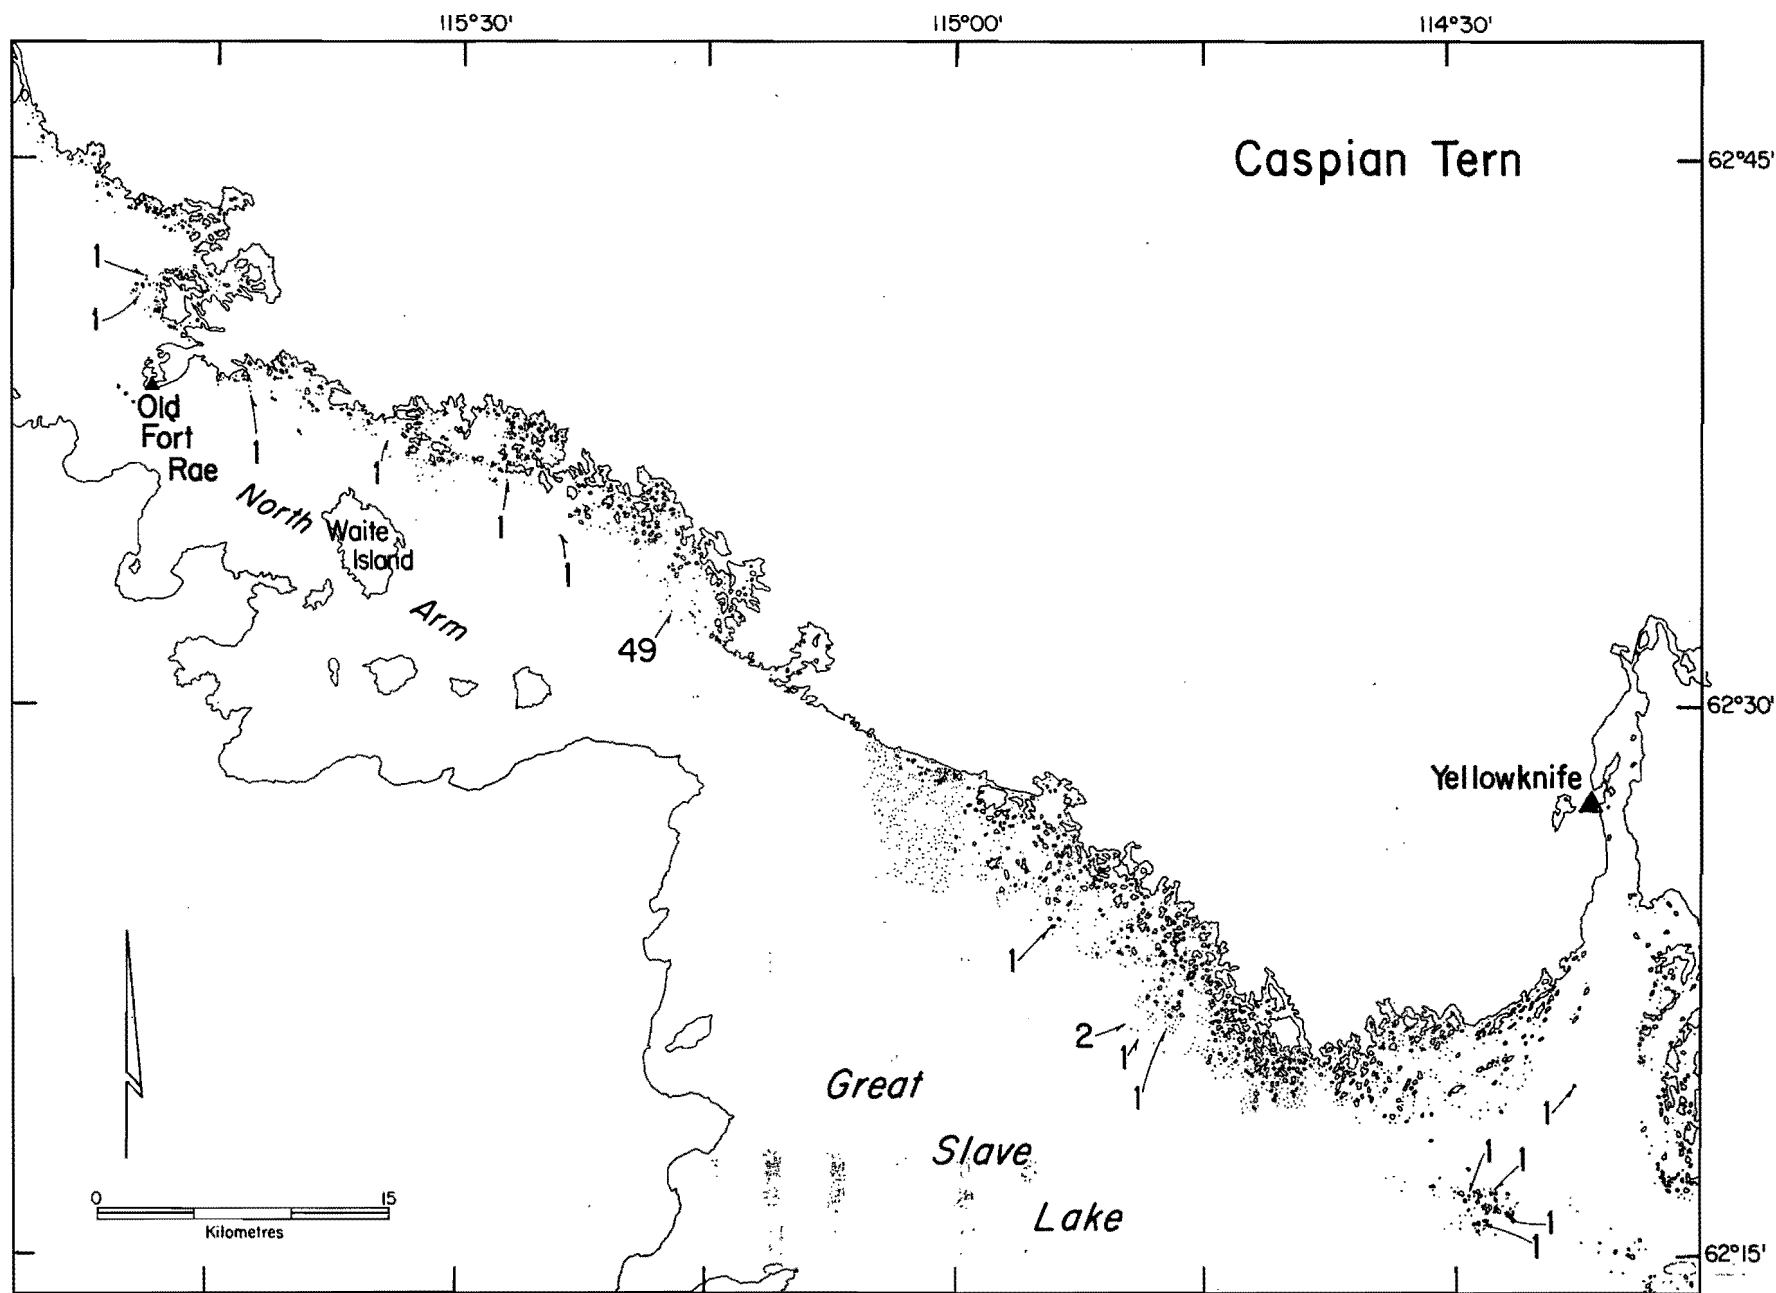 115°30' 115°00' 114°30'
Caspian Tern
62°45'
1
1
Old
Fort
Rae
1
1
North
Waite
Island
1
1
Arm
49
62°30'
Yellowknife
1
2
1
1
Great
1
Slave
1
1
Lake
1
1
0 15
Kilometres
62°15'